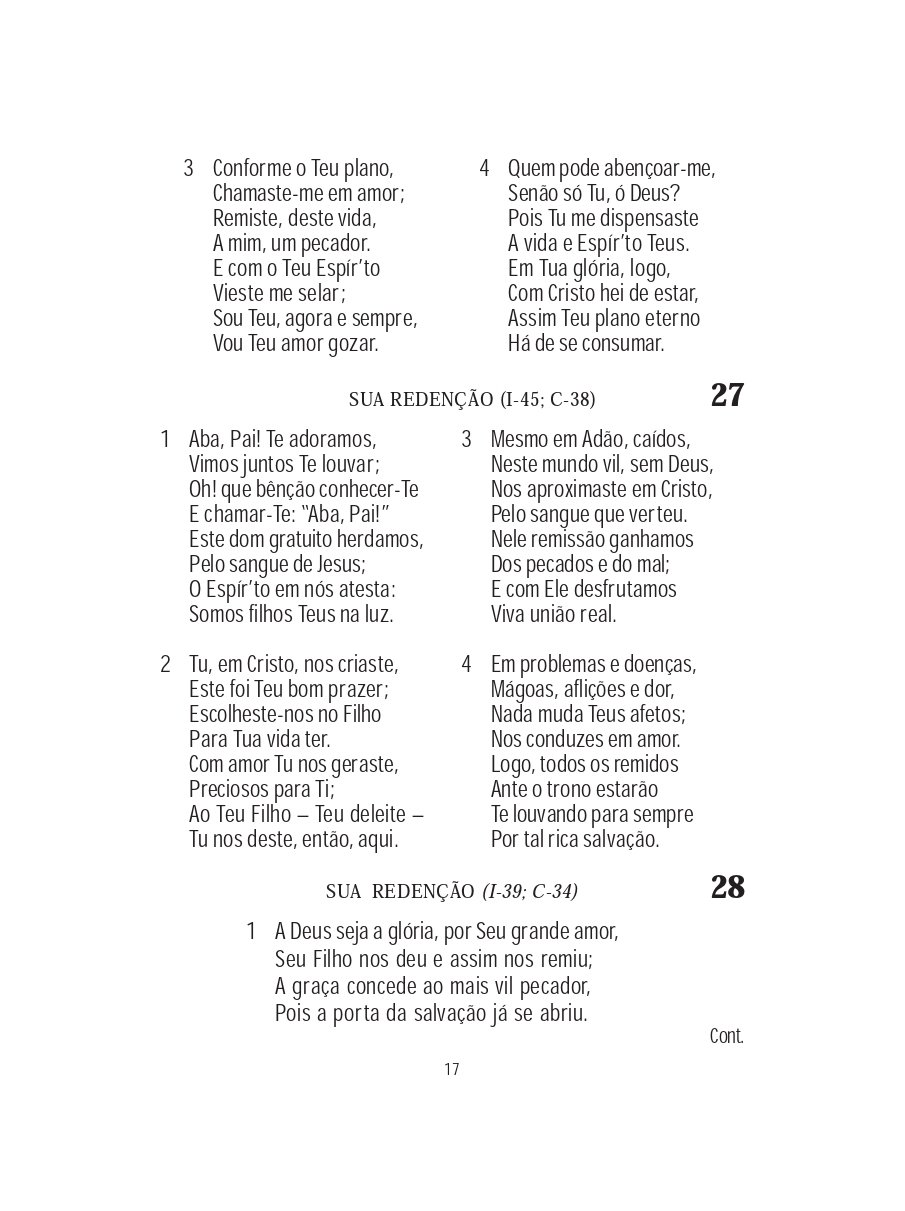 3 Conforme o Teu plano,
Chamaste-me em amor;
Remiste, deste vida,
A mim, um pecador.
E com o Teu Espír’to
Vieste me selar;
Sou Teu, agora e sempre,
Vou Teu amor gozar.
4 Quem pode abençoar-me,
Senão só Tu, ó Deus?
Pois Tu me dispensaste
A vida e Espír’to Teus.
Em Tua glória, logo,
Com Cristo hei de estar,
Assim Teu plano eterno
Há de se consumar.
SUA REDENÇÃO (I-45; C-38) 27
1 Aba, Pai! Te adoramos,
Vimos juntos Te louvar;
Oh! que bênção conhecer-Te
E chamar-Te: “Aba, Pai!”
Este dom gratuito herdamos,
Pelo sangue de Jesus;
O Espír’to em nós atesta:
Somos filhos Teus na luz.
2 Tu, em Cristo, nos criaste,
Este foi Teu bom prazer;
Escolheste-nos no Filho
Para Tua vida ter.
Com amor Tu nos geraste,
Preciosos para Ti;
Ao Teu Filho – Teu deleite –
Tu nos deste, então, aqui.
3 Mesmo em Adão, caídos,
Neste mundo vil, sem Deus,
Nos aproximaste em Cristo,
Pelo sangue que verteu.
Nele remissão ganhamos
Dos pecados e do mal;
E com Ele desfrutamos
Viva união real.
4 Em problemas e doenças,
Mágoas, aflições e dor,
Nada muda Teus afetos;
Nos conduzes em amor.
Logo, todos os remidos
Ante o trono estarão
Te louvando para sempre
Por tal rica salvação.
SUA REDENÇÃO (I-39; C-34) 28
1 A Deus seja a glória, por Seu grande amor,
Seu Filho nos deu e assim nos remiu;
A graça concede ao mais vil pecador,
Pois a porta da salvação já se abriu.
Cont.
17